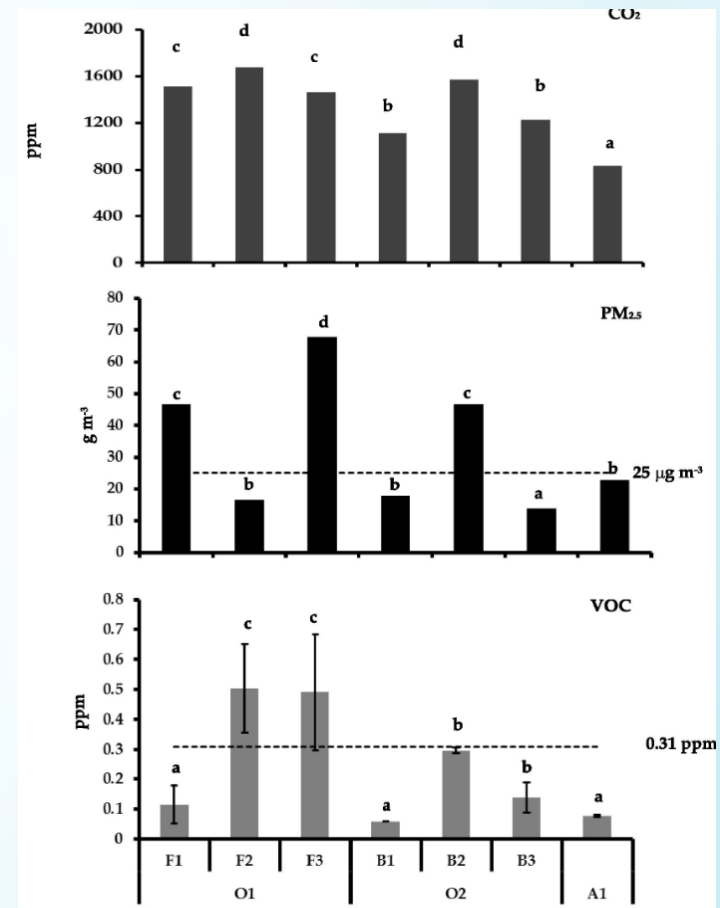 CO₂
2000
1600
1200
800
400
0
ppm
c
d
c
b
d
b
a
PM₂.₅
80
70
60
50
40
30
20
10
0
g m⁻³
c
b
d
b
c
a
b
25 µg m⁻³
VOC
0.8
0.7
0.6
0.5
0.4
0.3
0.2
0.1
0
ppm
a
c
c
a
b
b
a
0.31 ppm
F1 F2 F3 B1 B2 B3
O1 O2 A1